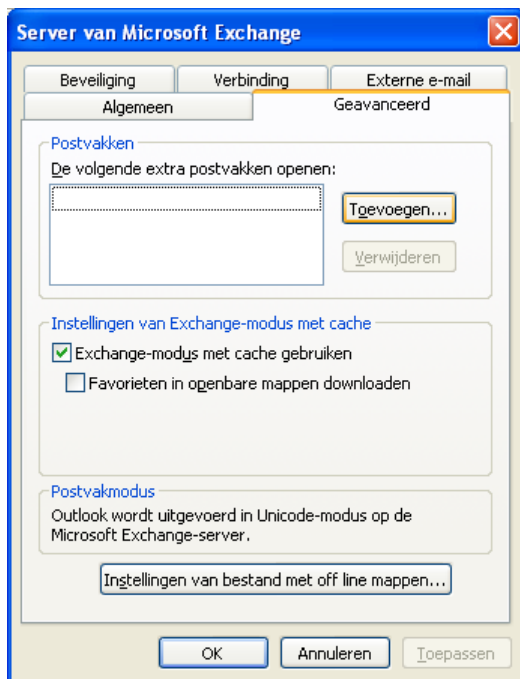 Server van Microsoft Exchange
Beveiliging
Verbinding
Externe e-mail
Algemeen
Geavanceerd
Postvakken
De volgende extra postvakken openen:
Toevoegen...
Verwijderen
Instellingen van Exchange-modus met cache
Exchange-modus met cache gebruiken
Favorieten in openbare mappen downloaden
Postvakmodus
Outlook wordt uitgevoerd in Unicode-modus op de
Microsoft Exchange-server.
Instellingen van bestand met off line mappen...
OK
Annuleren
Toepassen